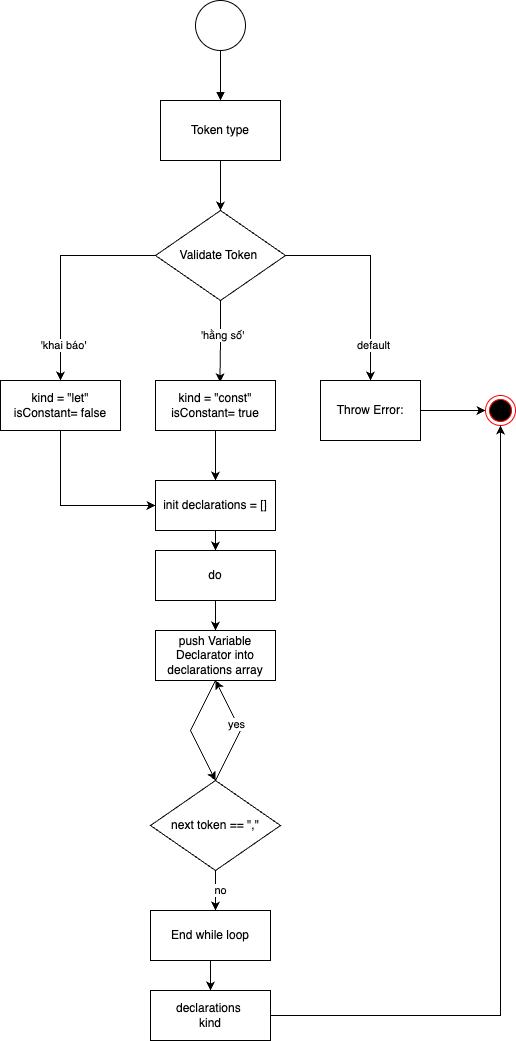 Token type
Validate Token
'khai báo'
'hằng số'
default
kind = "let"
isConstant= false
kind = "const"
isConstant= true
Throw Error:
init declarations = []
do
push Variable
Declarator into
declarations array
yes
next token == ","
no
End while loop
declarations
kind